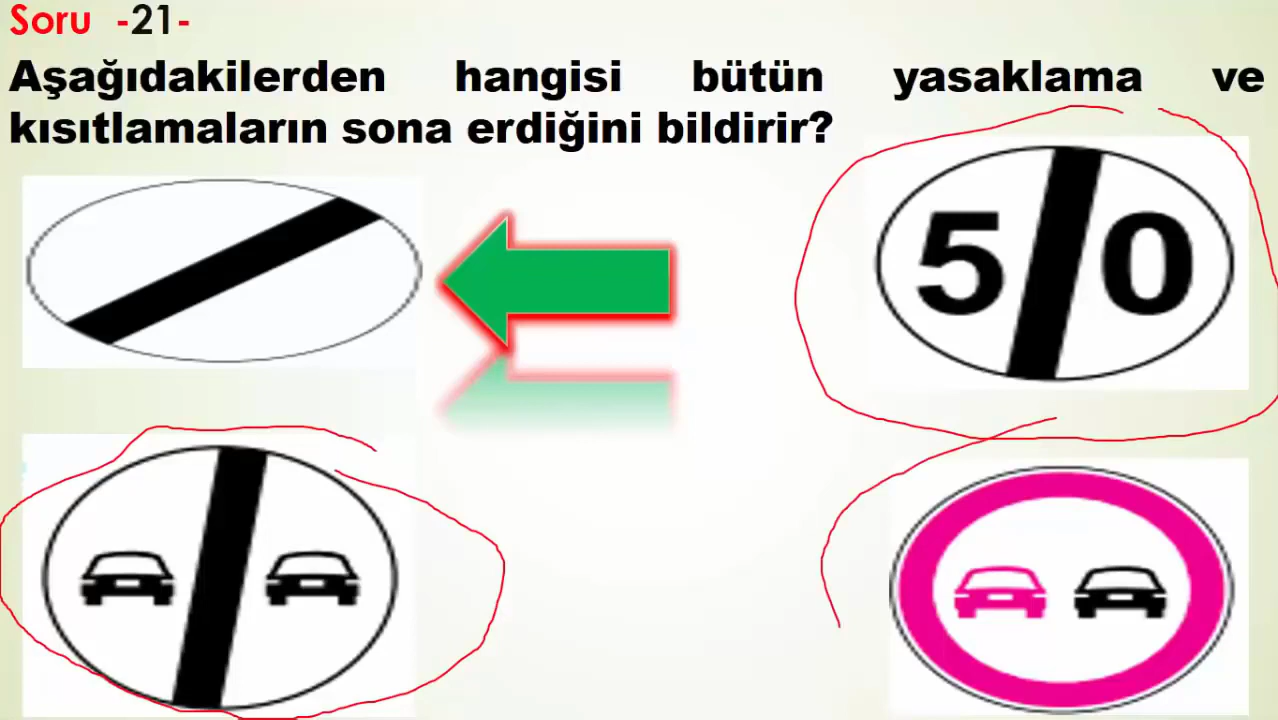 Soru -21-
Aşağıdakilerden hangisi bütün yasaklama ve
kısıtlamaların sona erdiğini bildirir?
5 0